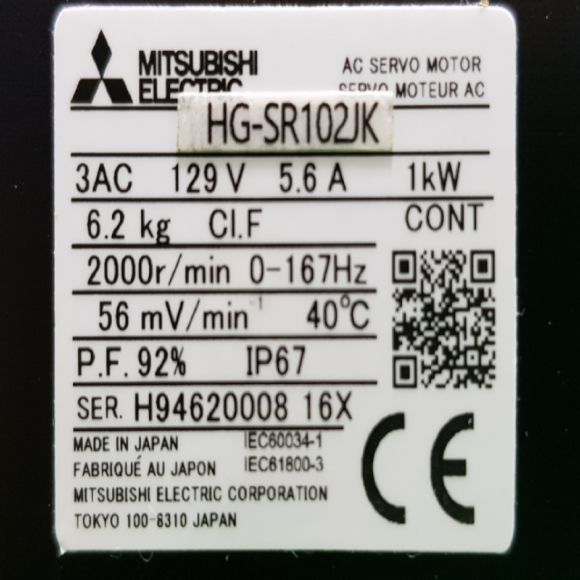 MITSUBISHI
ELECTRIC
AC SERVO MOTOR
SERVO MOTEUR AC
HG-SR102JK
3AC 129 V 5.6 A 1kW
6.2 kg CI.F CONT
2000r/min 0-167Hz
56 mV/min⁻¹ 40°C
P.F. 92% IP67
SER. H94620008 16X
MADE IN JAPAN IEC60034-1
FABRIQUÉ AU JAPON IEC61800-3
MITSUBISHI ELECTRIC CORPORATION
TOKYO 100-8310 JAPAN
CE